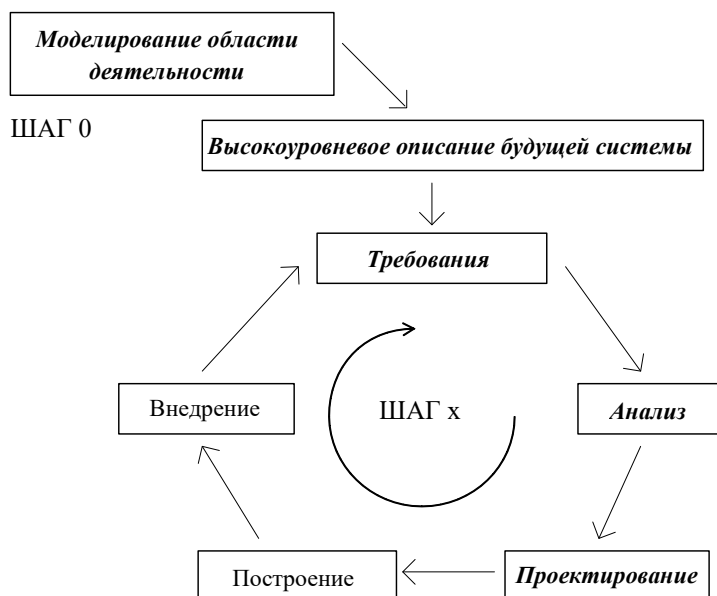 Моделирование области
деятельности
ШАГ 0
Высокоуровневое описание будущей системы
Требования
Внедрение
ШАГ x
Анализ
Построение
Проектирование